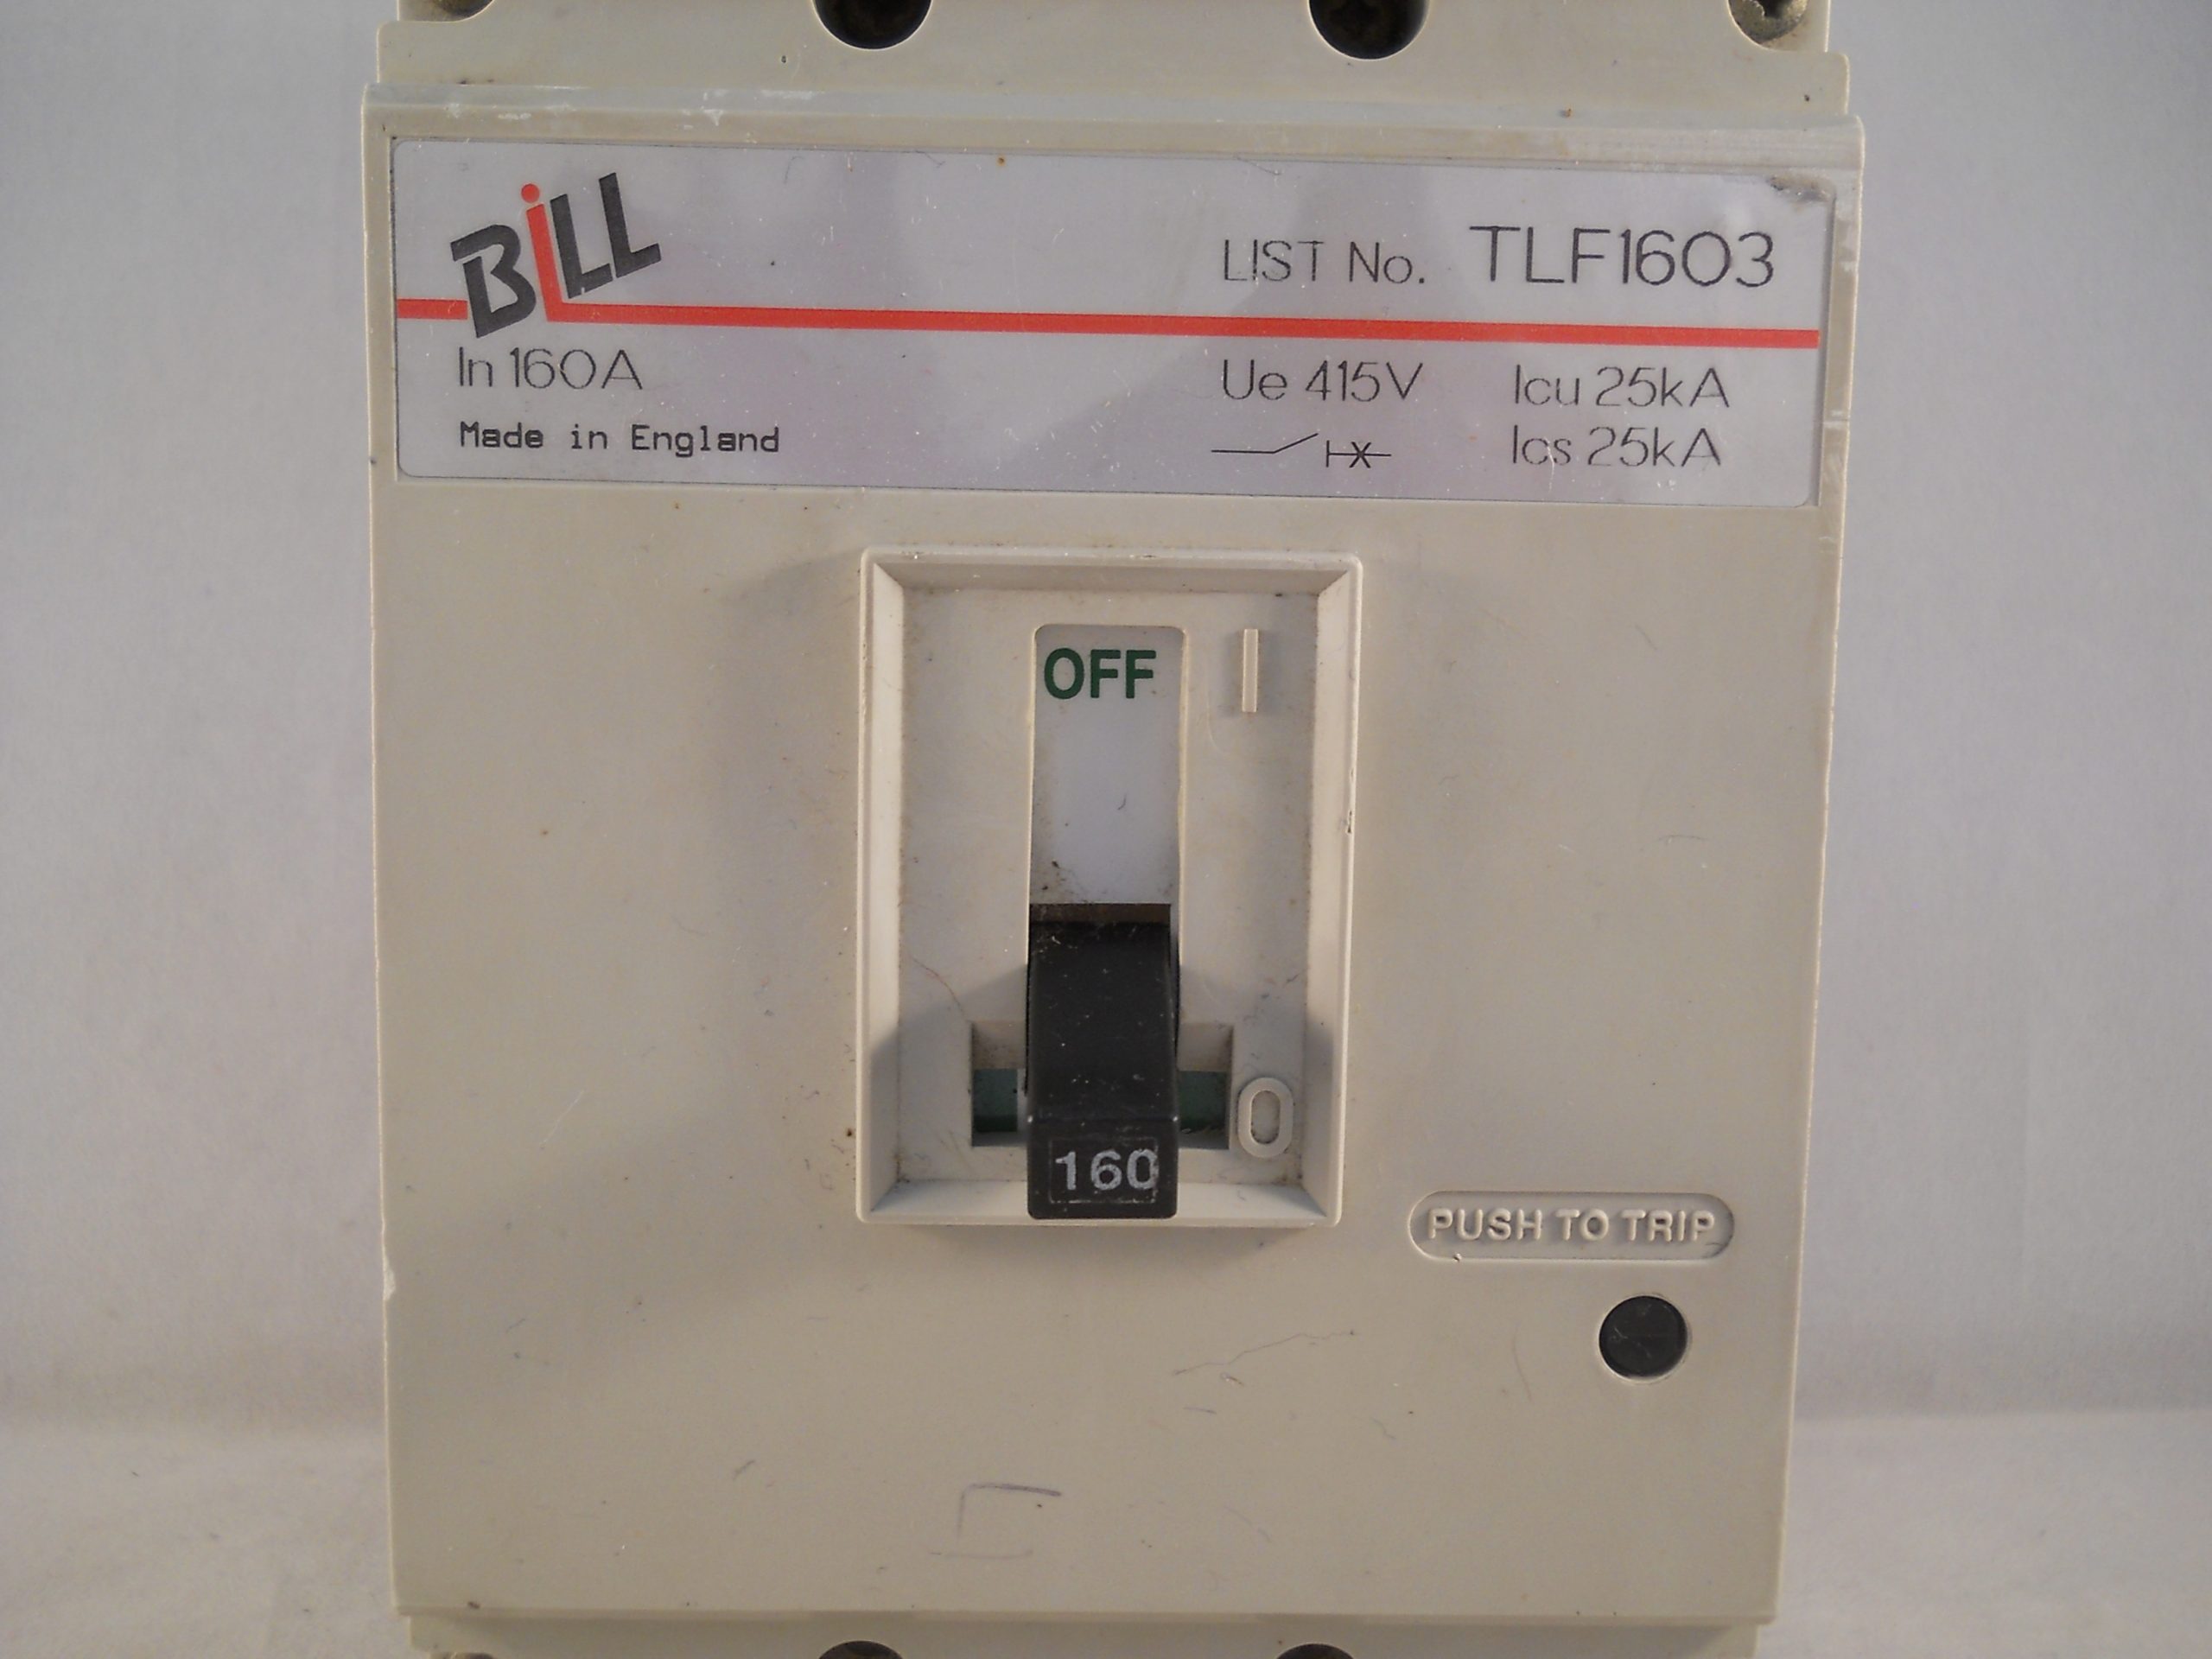 BiLL
LIST No. TLF1603
In 160A
Ue 415V
Icu 25kA
Made in England
Ics 25kA
OFF
I
O
160
PUSH TO TRIP